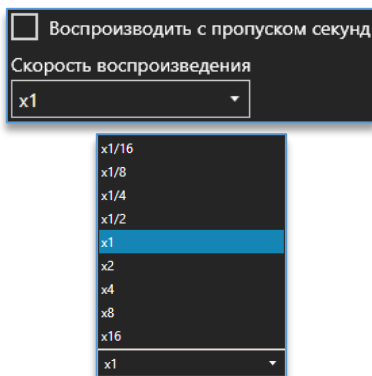 Воспроизводить с пропуском секунд
Скорость воспроизведения
x1
x1/16
x1/8
x1/4
x1/2
x1
x2
x4
x8
x16
x1